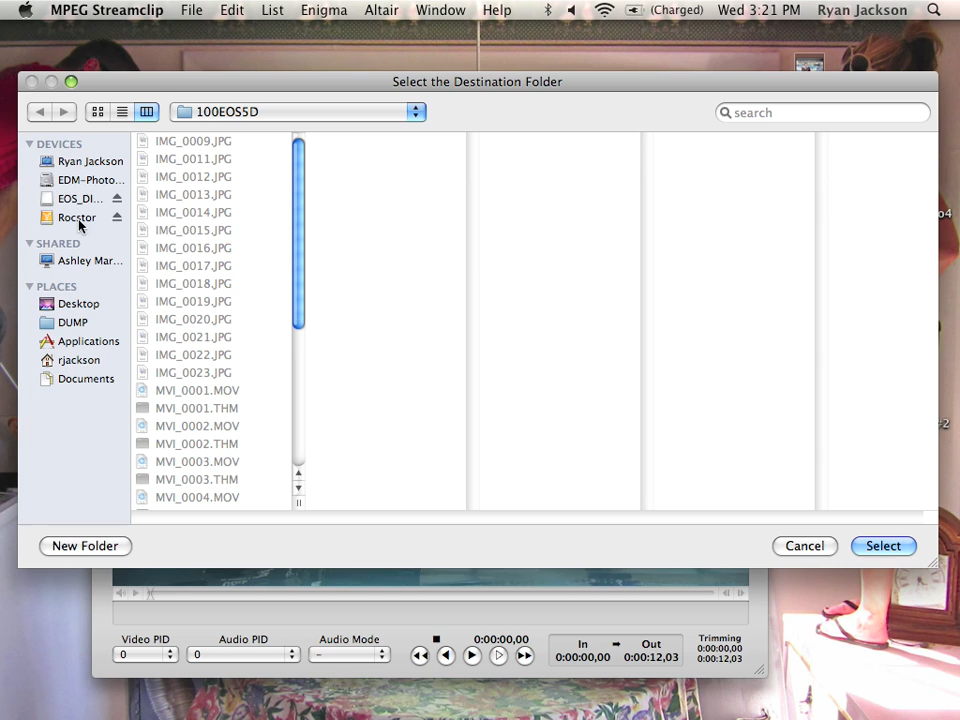 MPEG Streamclip File Edit List Enigma Altair Window Help (Charged) Wed 3:21 PM Ryan Jackson
Select the Destination Folder
100EOS5D
search
DEVICES
Ryan Jackson
EDM-Photo...
EOS_DI...
Rocstor
SHARED
Ashley Mar...
PLACES
Desktop
DUMP
Applications
rjackson
Documents
IMG_0009.JPG
IMG_0011.JPG
IMG_0012.JPG
IMG_0013.JPG
IMG_0014.JPG
IMG_0015.JPG
IMG_0016.JPG
IMG_0017.JPG
IMG_0018.JPG
IMG_0019.JPG
IMG_0020.JPG
IMG_0021.JPG
IMG_0022.JPG
IMG_0023.JPG
MVI_0001.MOV
MVI_0001.THM
MVI_0002.MOV
MVI_0002.THM
MVI_0003.MOV
MVI_0003.THM
MVI_0004.MOV
New Folder
Cancel
Select
Video PID
0
Audio PID
0
Audio Mode
-
0:00:00,00
In
0:00:00,00
Out
0:00:12,03
Trimming
0:00:00,00
0:00:12,03